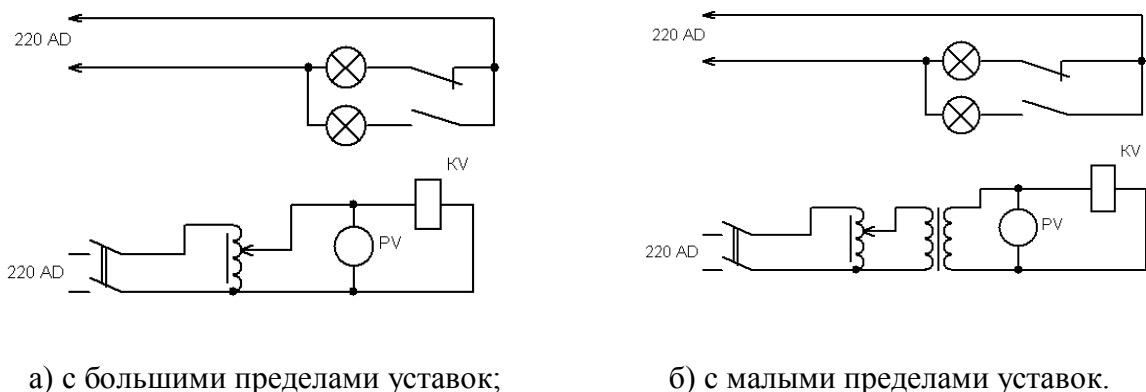 220 AD
220 AD
KV
KV
PV
PV
220 AD
220 AD
а) с большими пределами уставок;
б) с малыми пределами уставок.